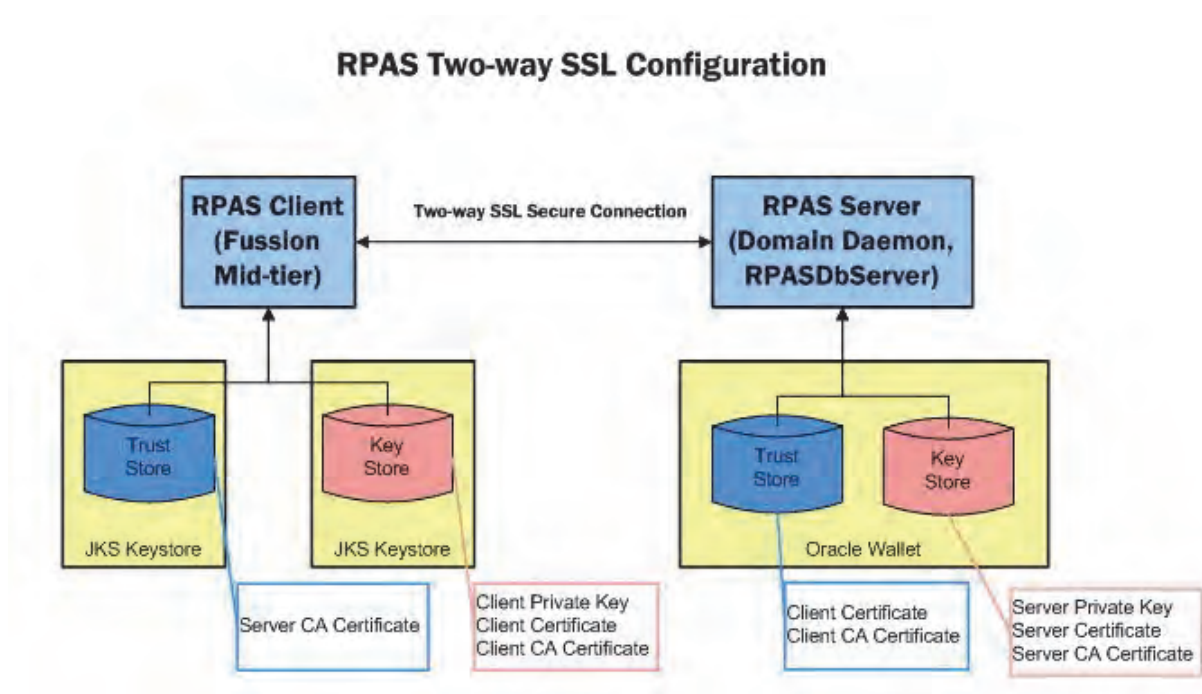 RPAS Two-way SSL Configuration
RPAS Client
(Fussion
Mid-tier)
Two-way SSL Secure Connection
RPAS Server
(Domain Daemon,
RPASDbServer)
Trust
Store
JKS Keystore
Key
Store
JKS Keystore
Trust
Store
Key
Store
Oracle Wallet
Server CA Certificate
Client Private Key
Client Certificate
Client CA Certificate
Client Certificate
Client CA Certificate
Server Private Key
Server Certificate
Server CA Certificate